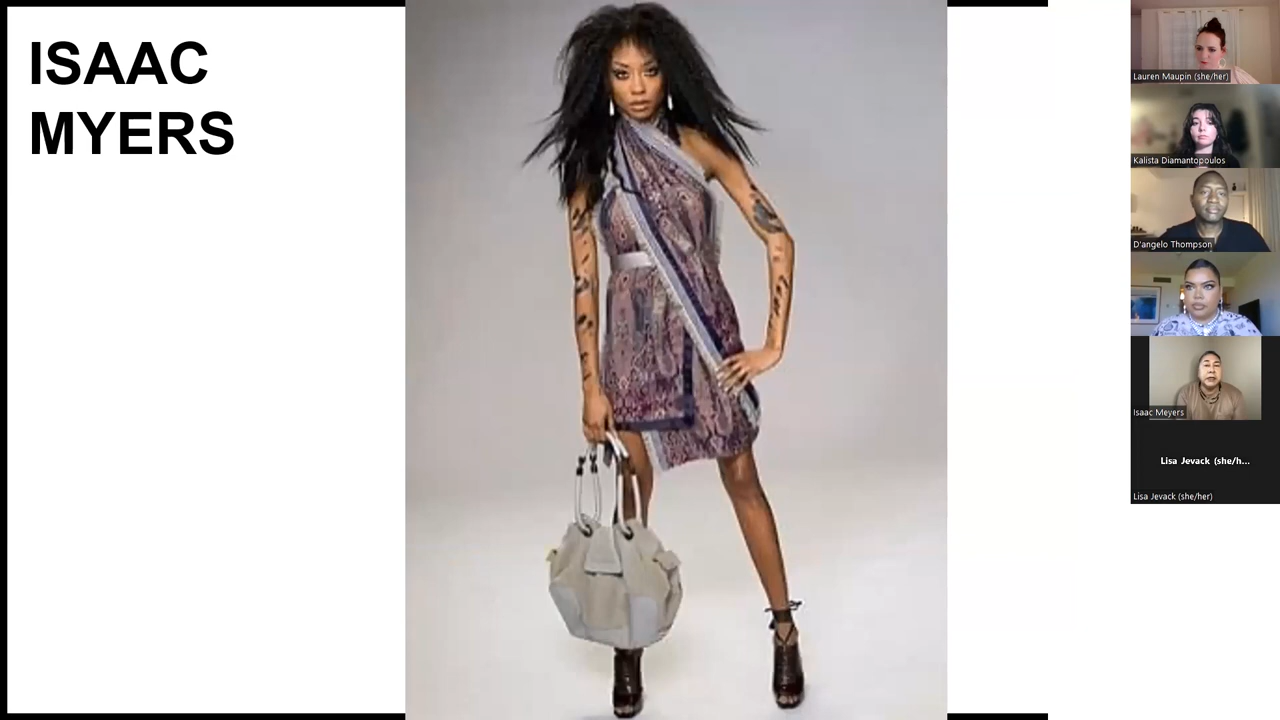 ISAAC
MYERS
Lauren Maupin (she/her)
Kalista Diamantopoulos
D'angelo Thompson
Isaac Meyers
Lisa Jevack (she/h...
Lisa Jevack (she/her)